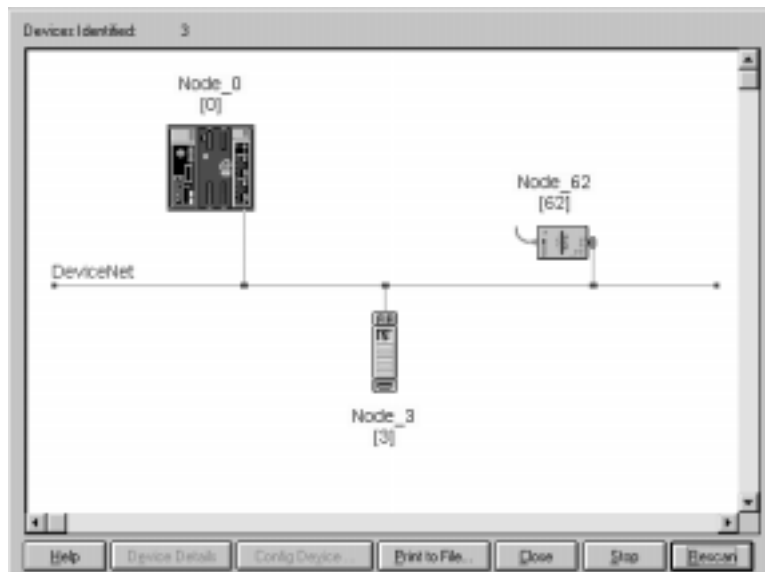 Devices Identified: 3
Node_0
[0]
Node_62
[62]
DeviceNet
Node_3
[3]
Help Device Details Config Device... Print to File... Close Stop Rescan